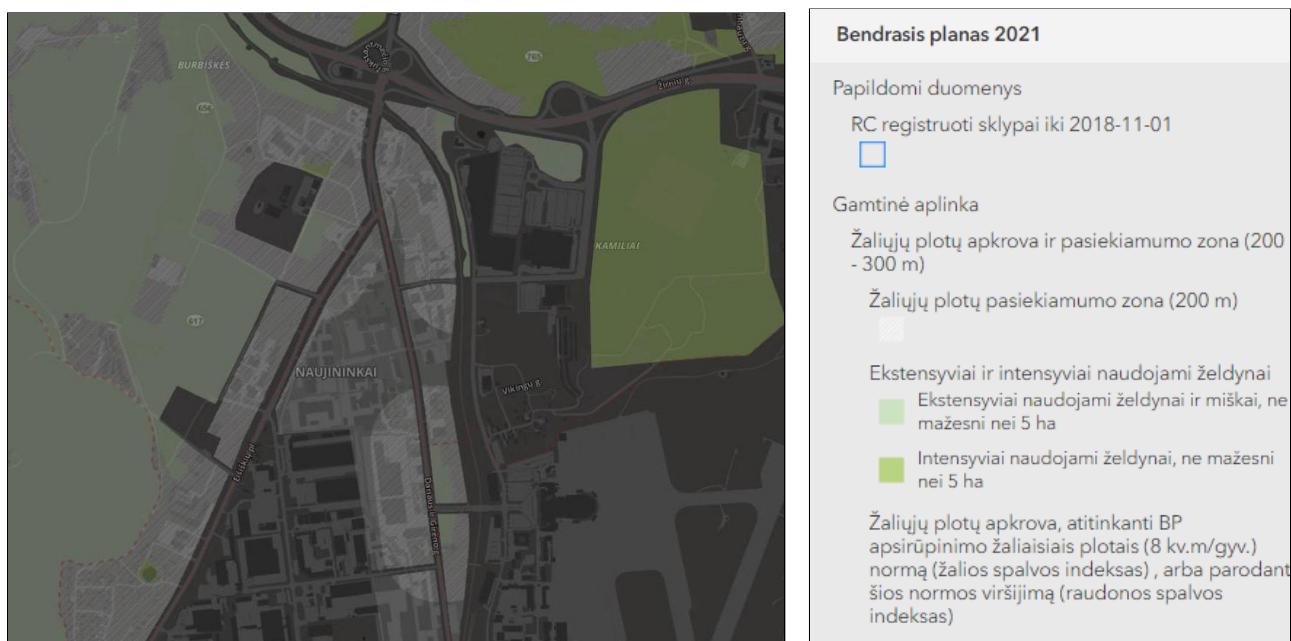 BURBIŠKĖS
656
617
765
Žirnių g.
KAMILIAI
NAUJININKAI
Vikingų g.
Eišiškių pl.
Dariaus ir Girėno g.
Bendrasis planas 2021
Papildomi duomenys
RC registruoti sklypai iki 2018-11-01
Gamtinė aplinka
Žaliųjų plotų apkrova ir pasiekiamumo zona (200
- 300 m)
Žaliųjų plotų pasiekiamumo zona (200 m)
Ekstensyviai ir intensyviai naudojami želdynai
Ekstensyviai naudojami želdynai ir miškai, ne
mažesni nei 5 ha
Intensyviai naudojami želdynai, ne mažesni
nei 5 ha
Žaliųjų plotų apkrova, atitinkanti BP
apsirūpinimo žaliaisiais plotais (8 kv.m/gyv.)
normą (žalios spalvos indeksas) , arba parodant
šios normos viršijimą (raudonos spalvos
indeksas)